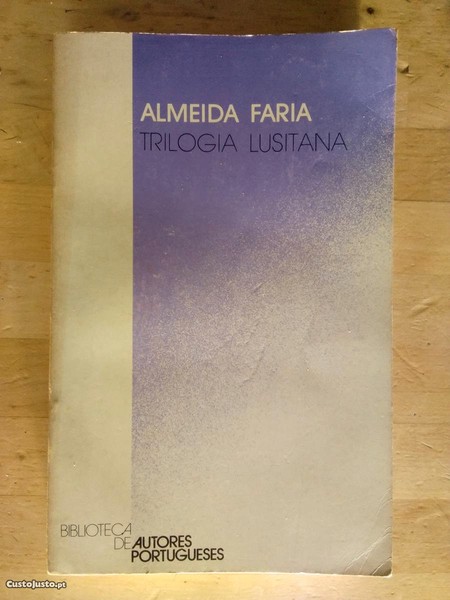 ALMEIDA FARIA
TRILOGIA LUSITANA
BIBLIOTECA
DE AUTORES
PORTUGUESES
CustoJusto.pt